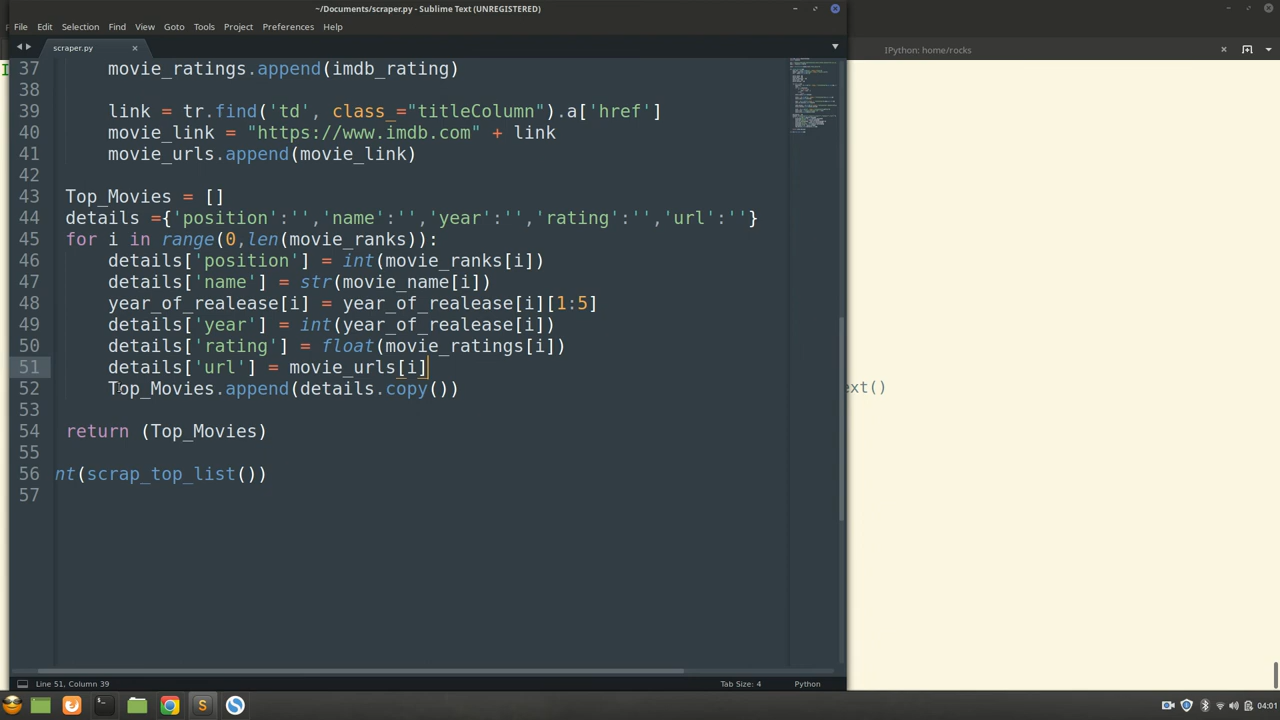 ~/Documents/scraper.py - Sublime Text (UNREGISTERED)
File Edit Selection Find View Goto Tools Project Preferences Help
scraper.py
IPython: home/rocks
37 movie_ratings.append(imdb_rating)
38
39 link = tr.find('td', class_="titleColumn").a['href']
40 movie_link = "https://www.imdb.com" + link
41 movie_urls.append(movie_link)
42
43 Top_Movies = []
44 details ={'position':'','name':'','year':'','rating':'','url':''}
45 for i in range(0,len(movie_ranks)):
46 details['position'] = int(movie_ranks[i])
47 details['name'] = str(movie_name[i])
48 year_of_realease[i] = year_of_realease[i][1:5]
49 details['year'] = int(year_of_realease[i])
50 details['rating'] = float(movie_ratings[i])
51 details['url'] = movie_urls[i]
52 Top_Movies.append(details.copy())
ext()
53
54 return (Top_Movies)
55
56 nt(scrap_top_list())
57
Line 51, Column 39
Tab Size: 4
Python
04:01